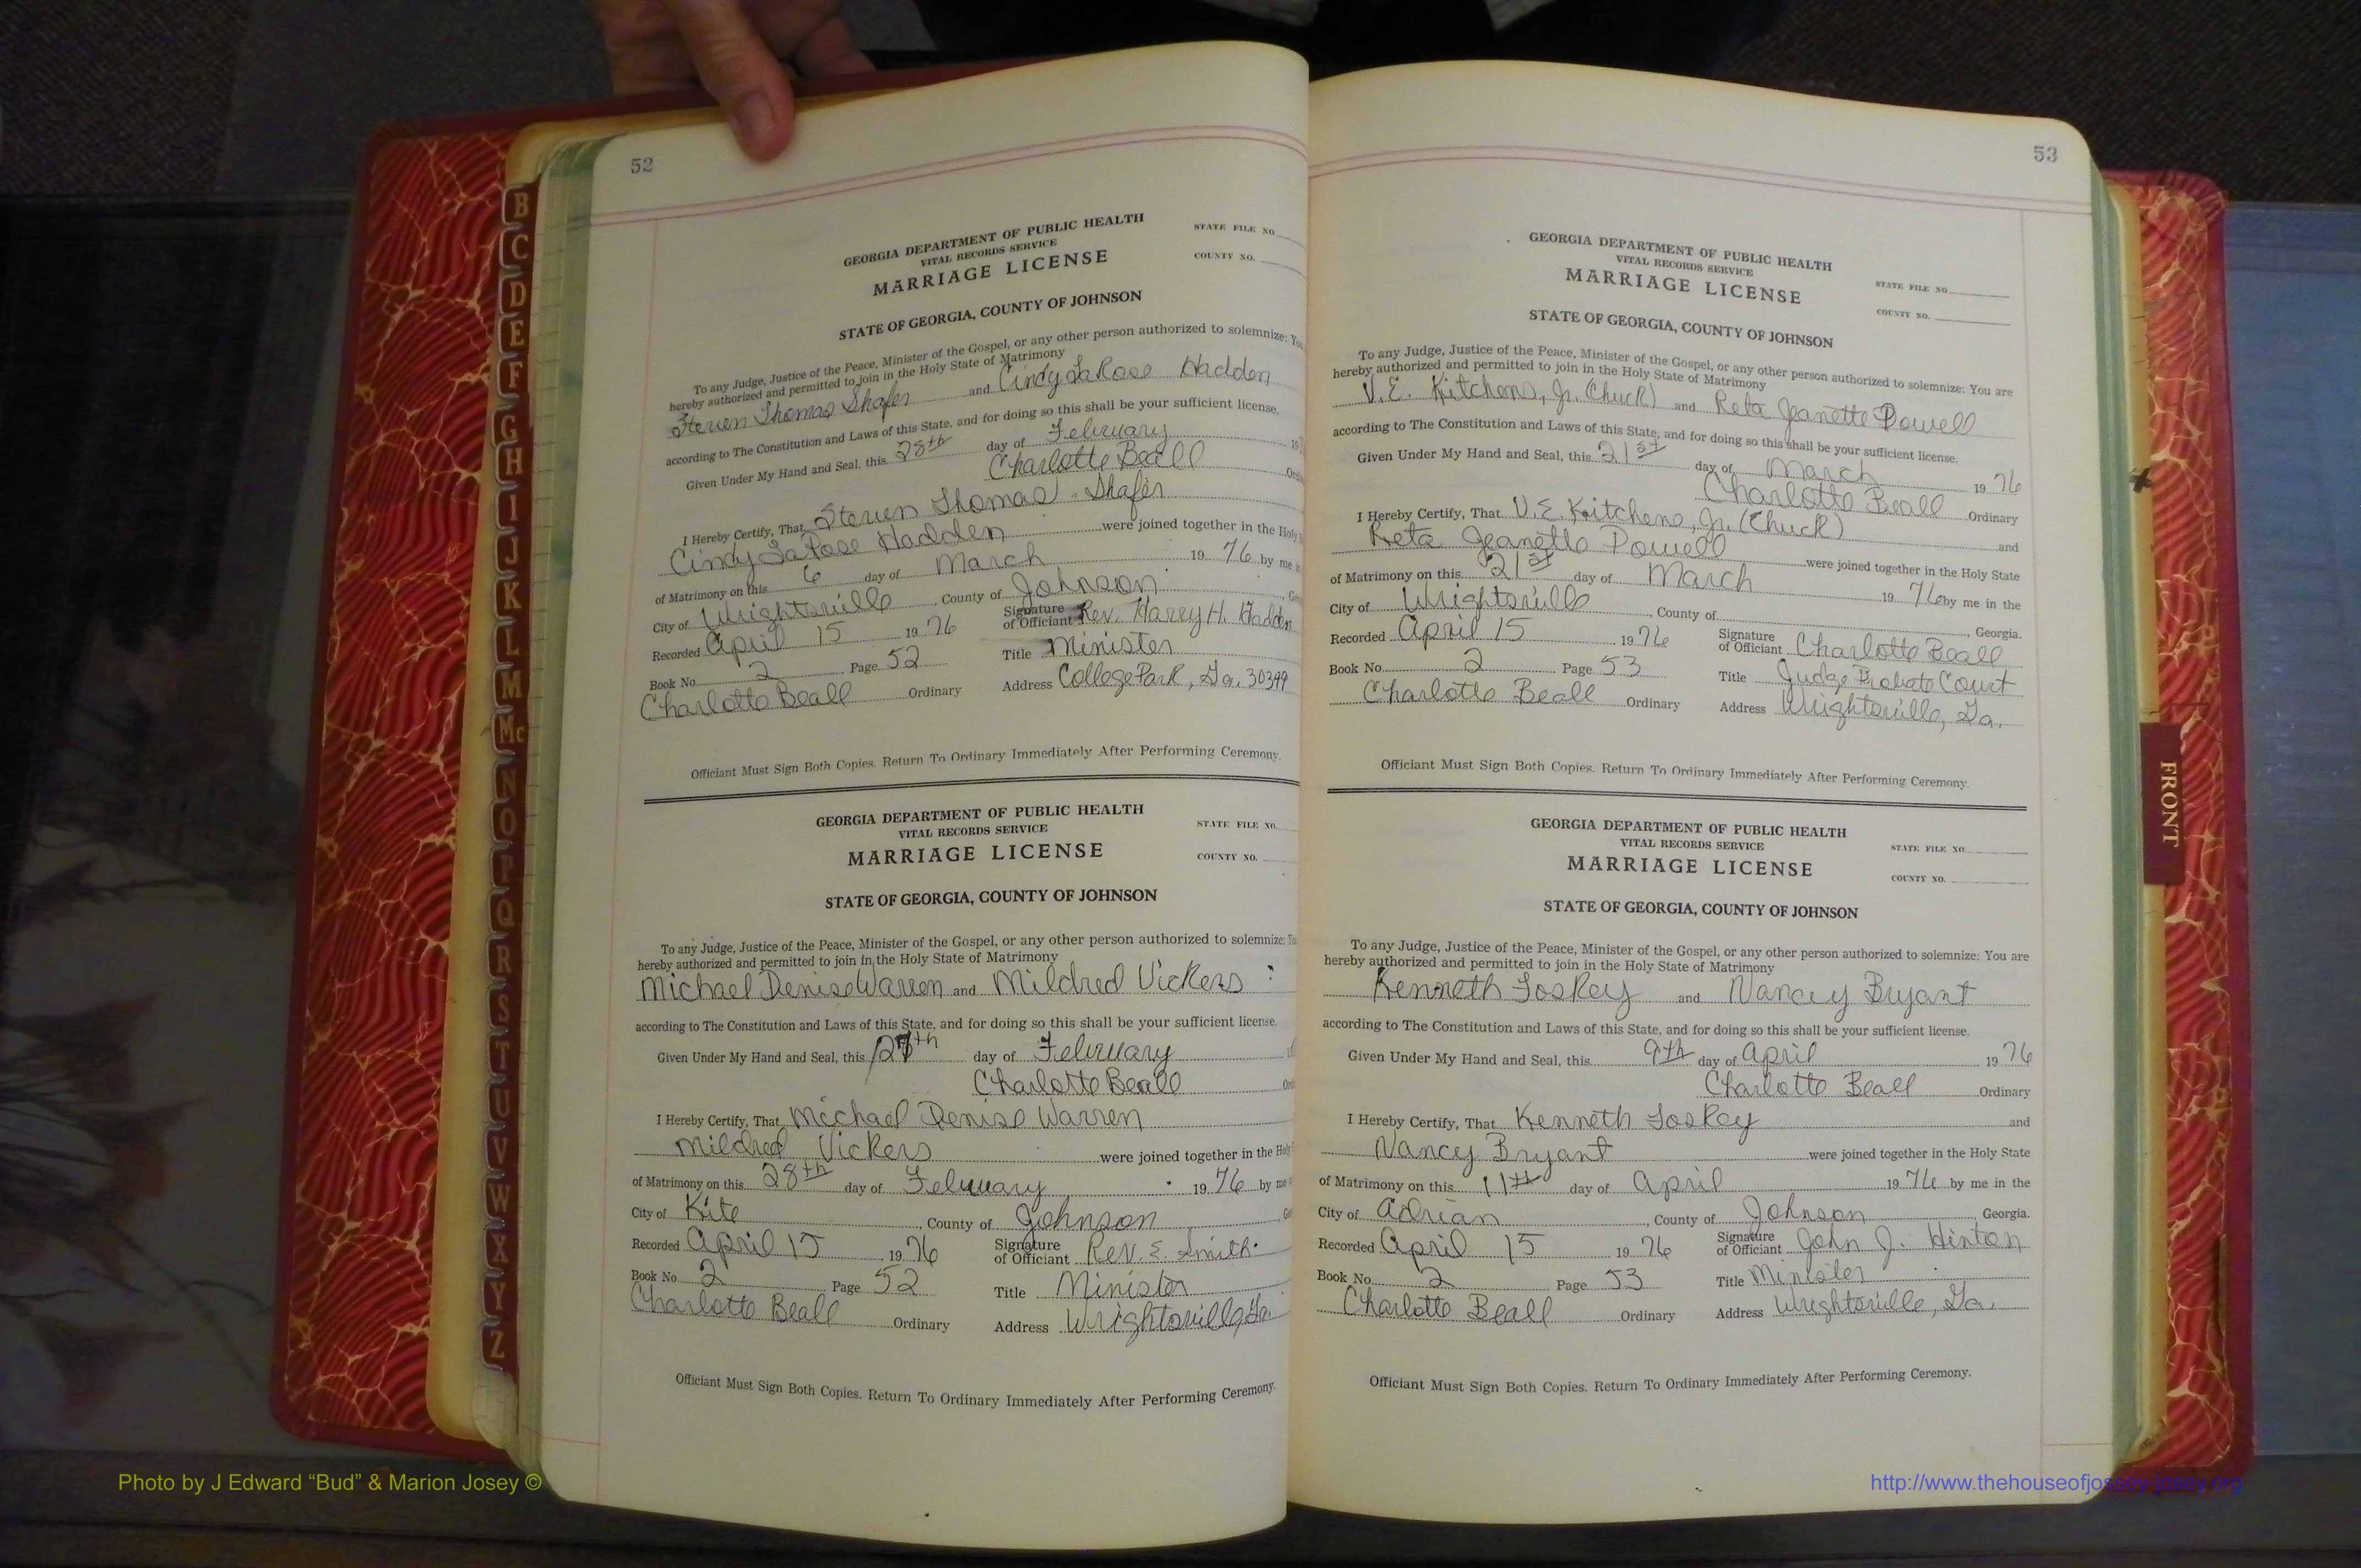 52
GEORGIA DEPARTMENT OF PUBLIC HEALTH
VITAL RECORDS SERVICE
MARRIAGE LICENSE
STATE FILE NO.
COUNTY NO.
STATE OF GEORGIA, COUNTY OF JOHNSON
To any Judge, Justice of the Peace, Minister of the Gospel, or any other person authorized to solemnize: You
hereby authorized and permitted to join in the Holy State of Matrimony
Steven Thomas Shafer and Cindy LaRose Hadden
according to The Constitution and Laws of this State, and for doing so this shall be your sufficient license.
Given Under My Hand and Seal, this 28th day of February 19
Charlotte Beall
I Hereby Certify, That Steven Thomas Shafer
Cindy LaRose Hadden were joined together in the Holy
of Matrimony on this 6 day of March 1976 by me
City of Wrightsville, County of Johnson
Recorded April 15 1976 Signature of Officiant Rev. Harry H. Hadden
Book No. 2 Page 52 Title Minister
Charlotte Beall Ordinary Address College Park, Ga. 30349
Officiant Must Sign Both Copies. Return To Ordinary Immediately After Performing Ceremony.
GEORGIA DEPARTMENT OF PUBLIC HEALTH
VITAL RECORDS SERVICE
MARRIAGE LICENSE
STATE FILE NO.
COUNTY NO.
STATE OF GEORGIA, COUNTY OF JOHNSON
To any Judge, Justice of the Peace, Minister of the Gospel, or any other person authorized to solemnize:
hereby authorized and permitted to join in the Holy State of Matrimony
Michael Denise Warren and Mildred Vickers
according to The Constitution and Laws of this State, and for doing so this shall be your sufficient license.
Given Under My Hand and Seal, this 27th day of February
Charlotte Beall
I Hereby Certify, That Michael Denise Warren
Mildred Vickers were joined together in the Holy
of Matrimony on this 28th day of February 1976 by me
City of Kite, County of Johnson
Recorded April 15 1976 Signature of Officiant Rev. E. Smith
Book No. 2 Page 52 Title Minister
Charlotte Beall Ordinary Address Wrightsville, Ga.
Officiant Must Sign Both Copies. Return To Ordinary Immediately After Performing Ceremony.
53
GEORGIA DEPARTMENT OF PUBLIC HEALTH
VITAL RECORDS SERVICE
MARRIAGE LICENSE
STATE FILE NO.
COUNTY NO.
STATE OF GEORGIA, COUNTY OF JOHNSON
To any Judge, Justice of the Peace, Minister of the Gospel, or any other person authorized to solemnize: You are
hereby authorized and permitted to join in the Holy State of Matrimony
V.E. Kitchens, Jr. (Chuck) and Reta Jeanette Powell
according to The Constitution and Laws of this State, and for doing so this shall be your sufficient license.
Given Under My Hand and Seal, this 21st day of March 1976
Charlotte Beall Ordinary
I Hereby Certify, That V.E. Kitchens, Jr. (Chuck) and
Reta Jeanette Powell were joined together in the Holy State
of Matrimony on this 21st day of March 1976 by me in the
City of Wrightsville, County of , Georgia.
Recorded April 15 1976 Signature of Officiant Charlotte Beall
Book No. 2 Page 53 Title Judge Probate Court
Charlotte Beall Ordinary Address Wrightsville, Ga.
Officiant Must Sign Both Copies. Return To Ordinary Immediately After Performing Ceremony.
GEORGIA DEPARTMENT OF PUBLIC HEALTH
VITAL RECORDS SERVICE
MARRIAGE LICENSE
STATE FILE NO.
COUNTY NO.
STATE OF GEORGIA, COUNTY OF JOHNSON
To any Judge, Justice of the Peace, Minister of the Gospel, or any other person authorized to solemnize: You are
hereby authorized and permitted to join in the Holy State of Matrimony
Kenneth Loskey and Nancy Bryant
according to The Constitution and Laws of this State, and for doing so this shall be your sufficient license.
Given Under My Hand and Seal, this 9th day of April 1976
Charlotte Beall Ordinary
I Hereby Certify, That Kenneth Loskey and
Nancy Bryant were joined together in the Holy State
of Matrimony on this 11th day of April 1976 by me in the
City of Adrian, County of Johnson, Georgia.
Recorded April 15 1976 Signature of Officiant John J. Hinton
Book No. 2 Page 53 Title Minister
Charlotte Beall Ordinary Address Wrightsville, Ga.
Officiant Must Sign Both Copies. Return To Ordinary Immediately After Performing Ceremony.
B
C
D
E
F
G
H
I
J
K
L
M
Mc
N
O
P
Q
R
S
T
U
V
W
X
Y
Z
FRONT
Photo by J Edward “Bud” & Marion Josey ©
http://www.thehouseofjossey-josey.org